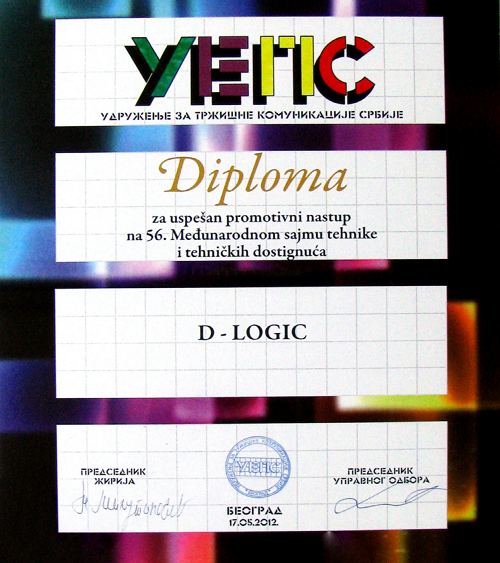 УЕПС
УДРУЖЕЊЕ ЗА ТРЖИШНЕ КОМУНИКАЦИЈЕ СРБИЈЕ
Diploma
za uspešan promotivni nastup
na 56. Međunarodnom sajmu tehnike
i tehničkih dostignuća
D - LOGIC
ПРЕДСЕДНИК
ЖИРИЈА
УЕПС
ПРЕДСЕДНИК
УПРАВНОГ ОДБОРА
БЕОГРАД
17.05.2012.